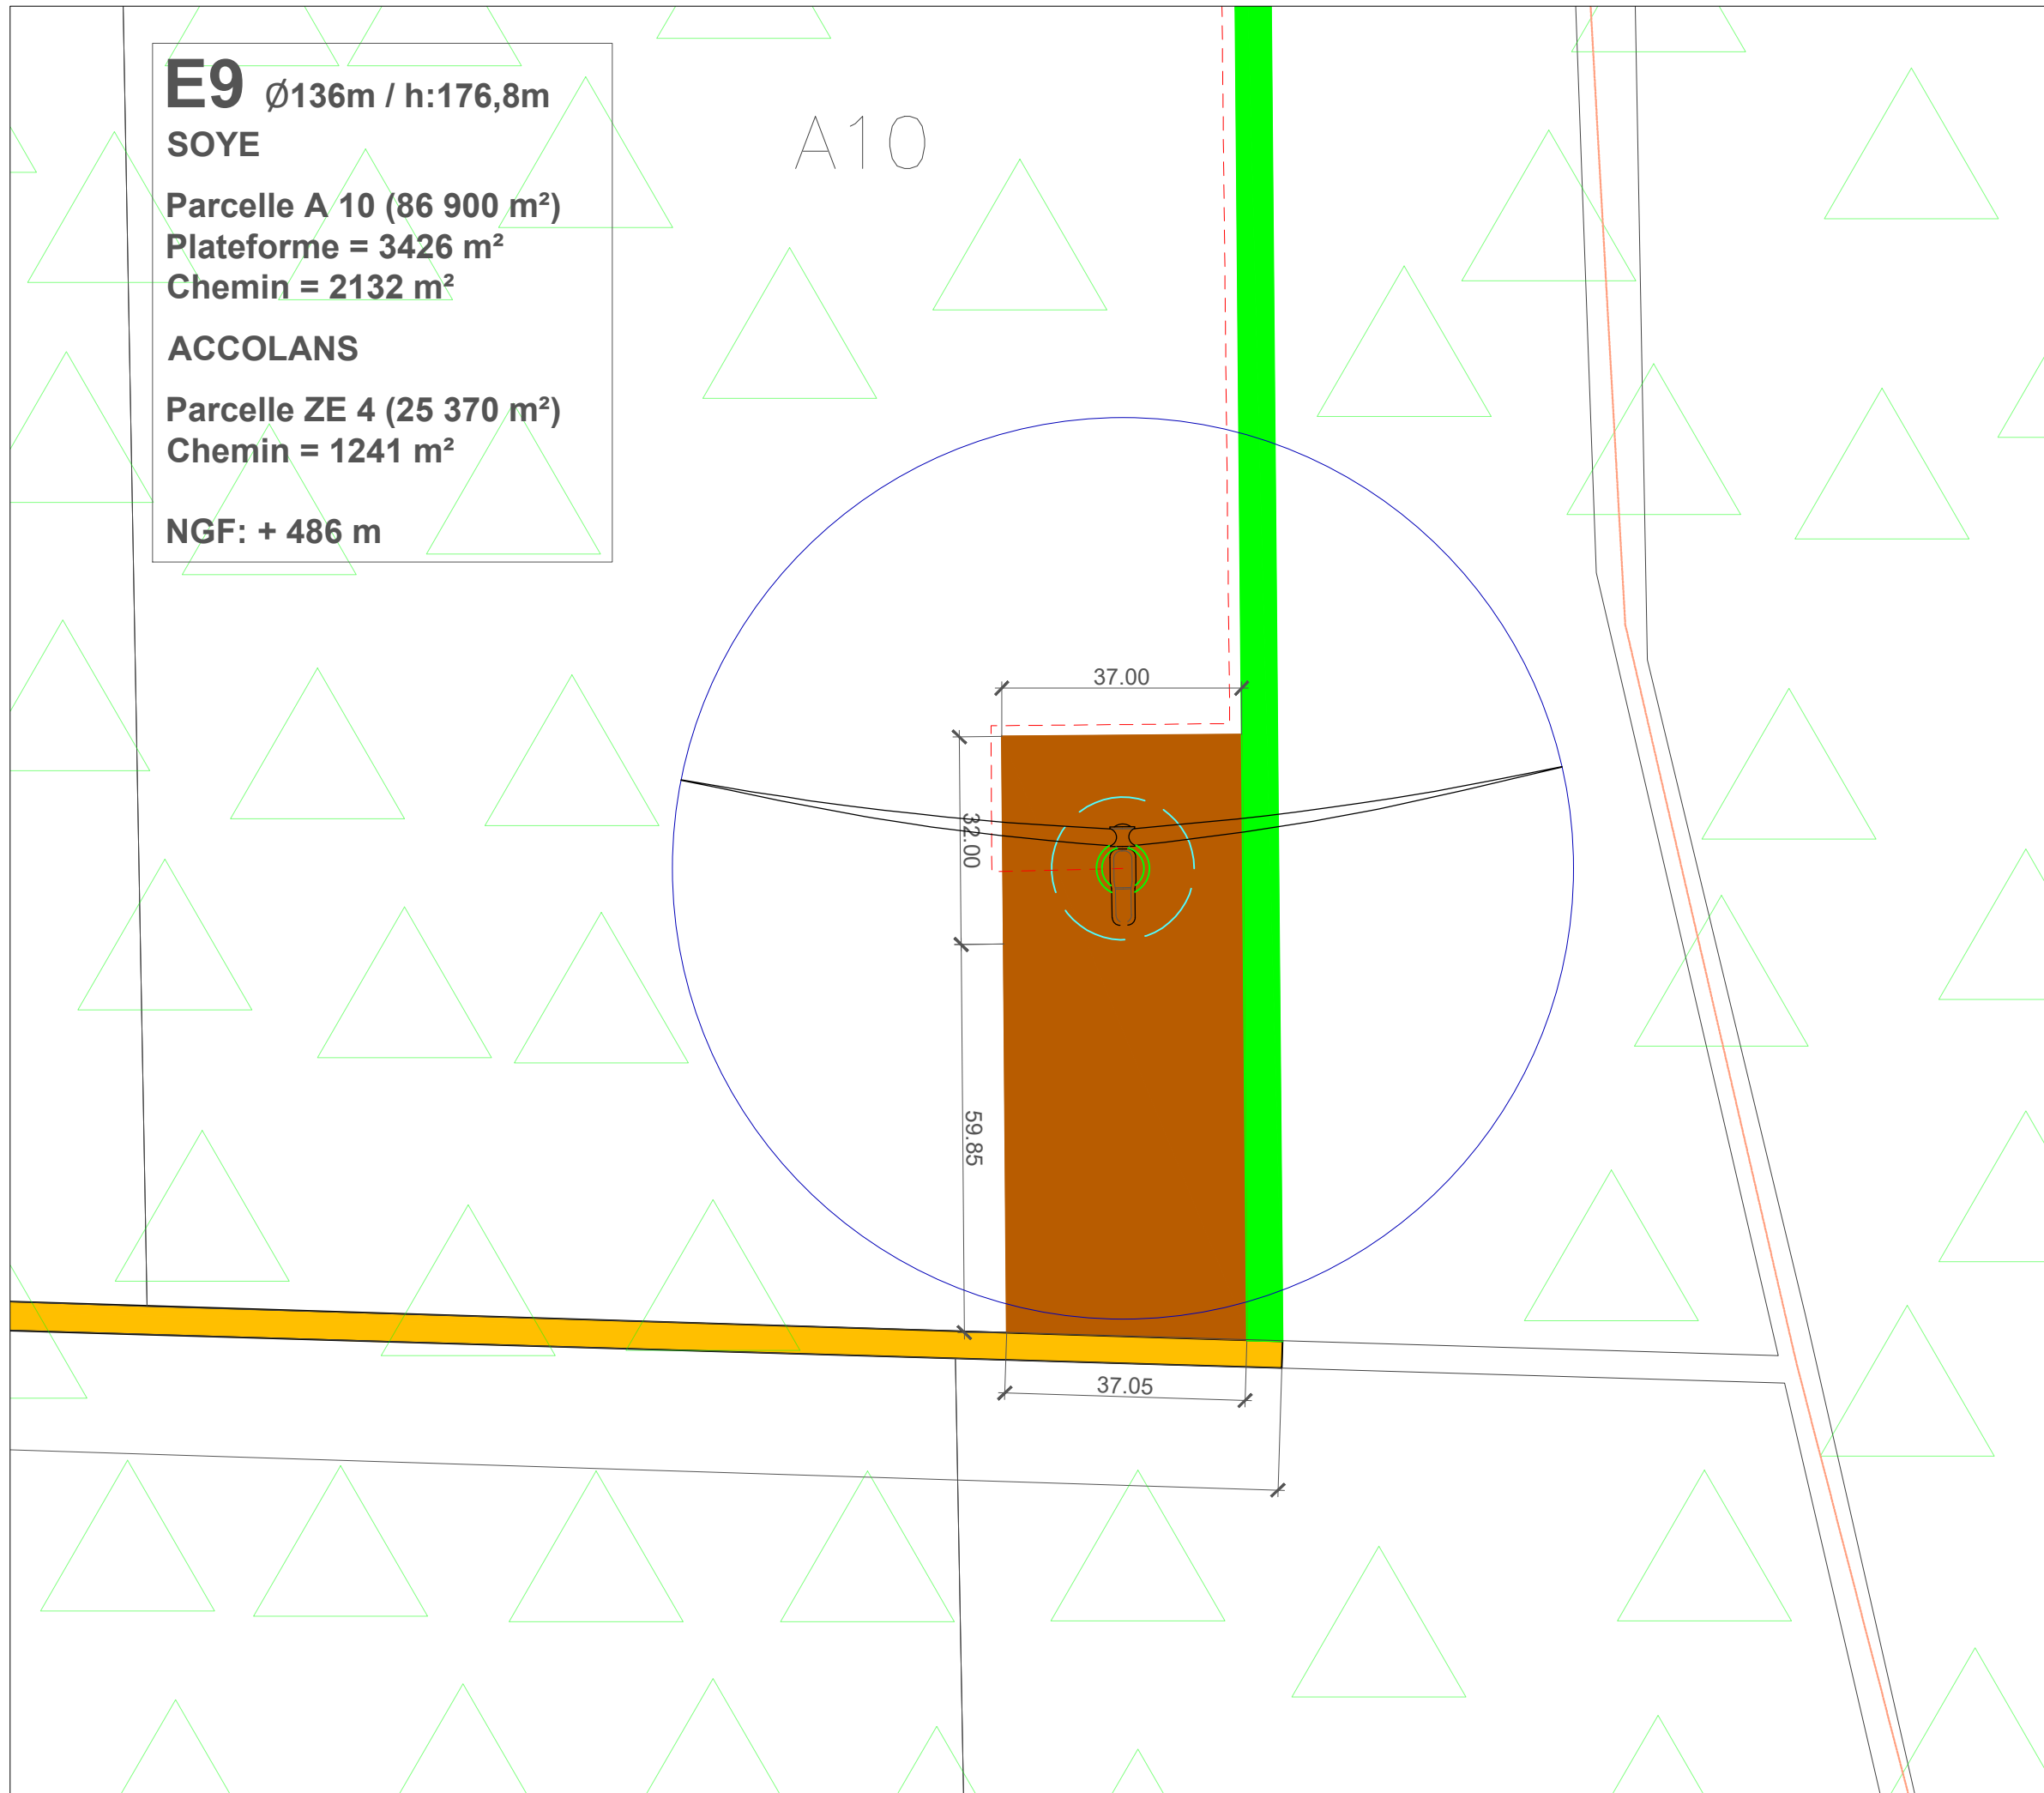 E9 Ø136m / h:176,8m
SOYE
Parcelle A 10 (86 900 m²)
Plateforme = 3426 m²
Chemin = 2132 m²
ACCOLANS
Parcelle ZE 4 (25 370 m²)
Chemin = 1241 m²
NGF: + 486 m
A10
37.00
32.00
59.85
37.05